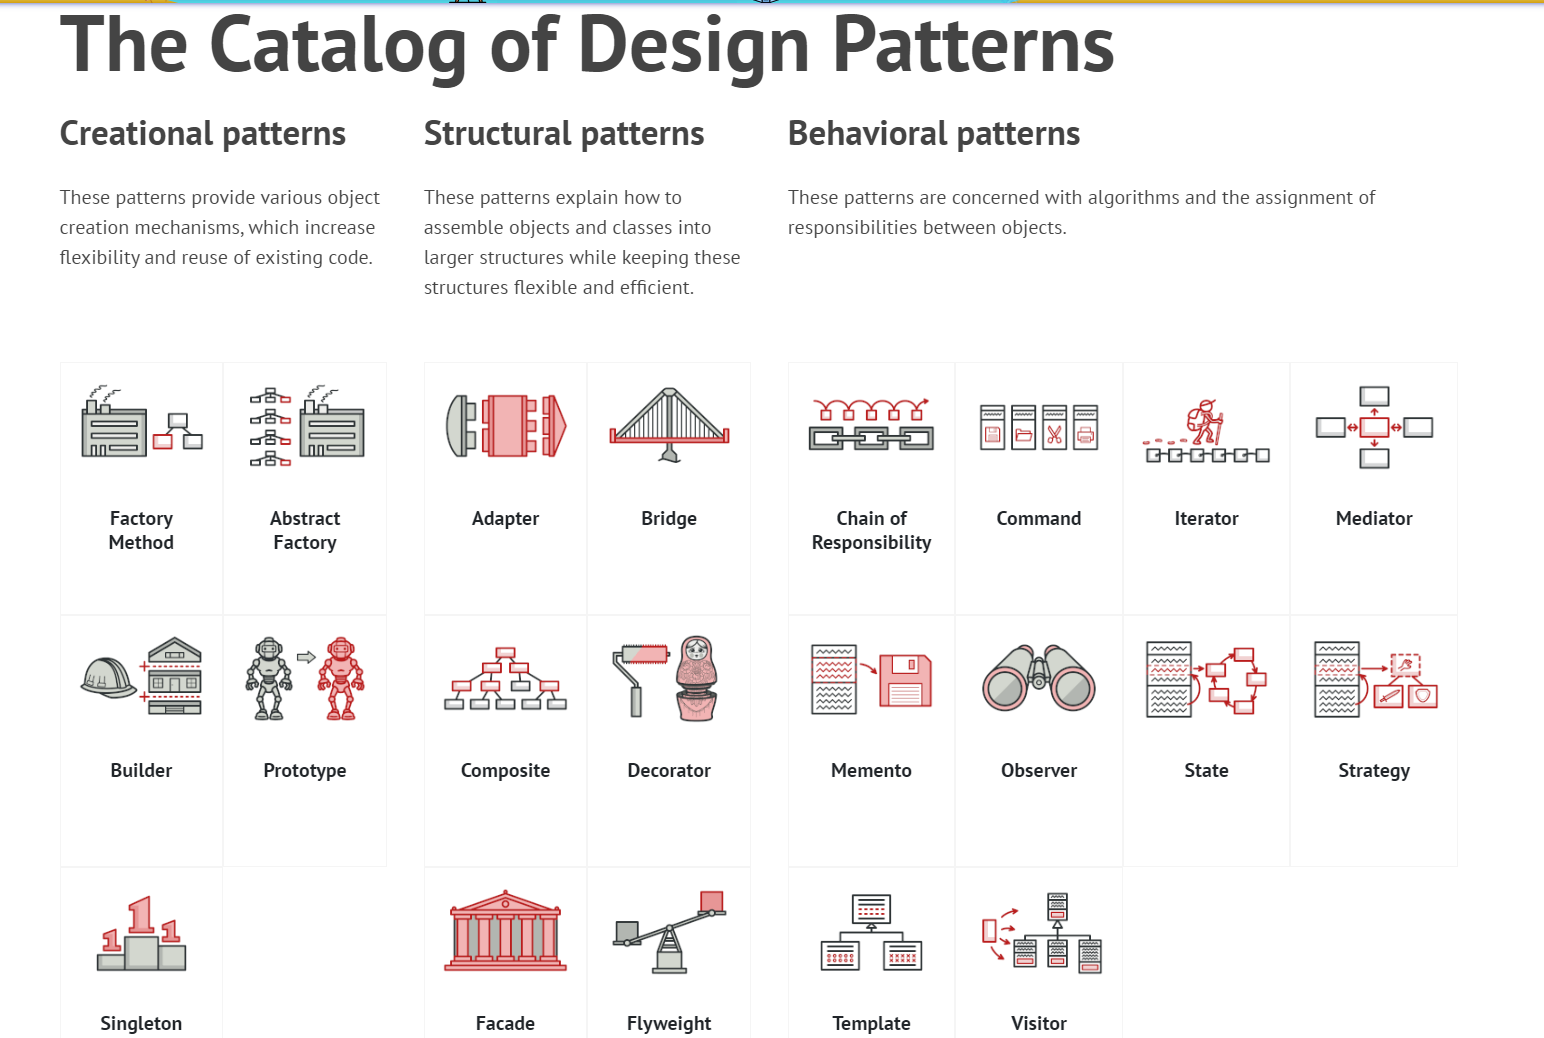 The Catalog of Design Patterns
Creational patterns
These patterns provide various object
creation mechanisms, which increase
flexibility and reuse of existing code.
Structural patterns
These patterns explain how to
assemble objects and classes into
larger structures while keeping these
structures flexible and efficient.
Behavioral patterns
These patterns are concerned with algorithms and the assignment of
responsibilities between objects.
Factory
Method
Abstract
Factory
Builder
Prototype
1 1 1
Singleton
Adapter
Bridge
Composite
Decorator
Facade
Flyweight
Chain of
Responsibility
Command
Iterator
Mediator
Memento
Observer
State
Strategy
Template
Visitor